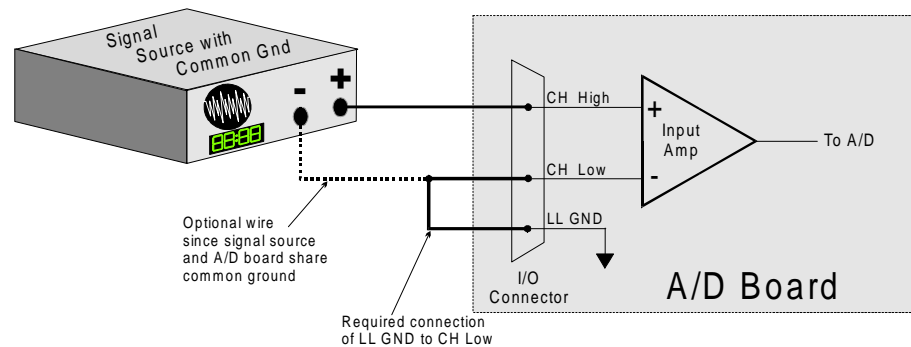 Signal
Source with
Common Gnd
- +
88:88
CH High
+
Input
Amp
To A/D
CH Low
-
LL GND
Optional wire
since signal source
and A/D board share
common ground
I/O
Connector
A/D Board
Required connection
of LL GND to CH Low